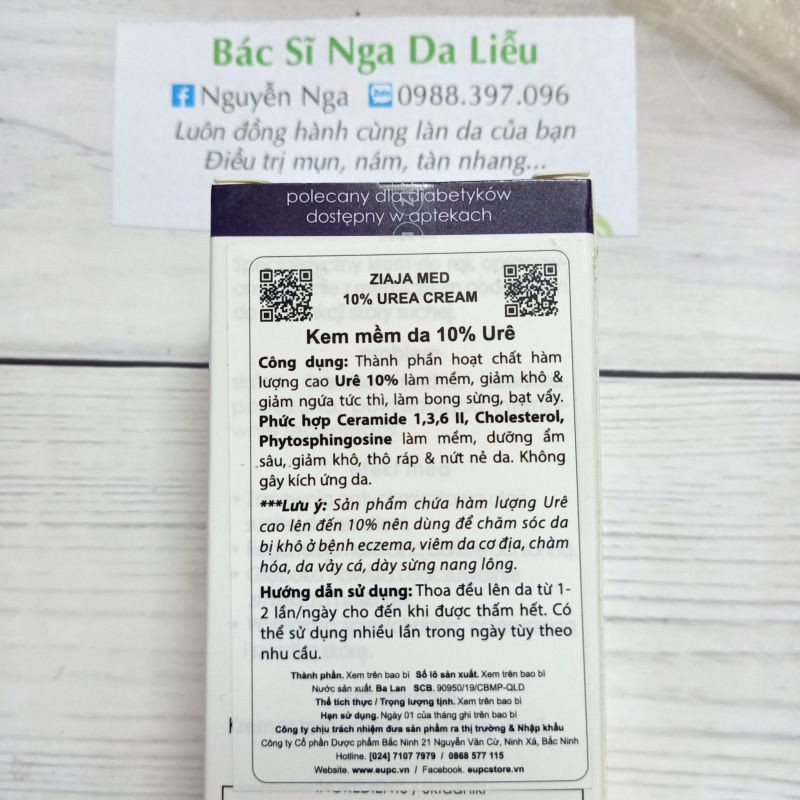 Bác Sĩ Nga Da Liễu
Nguyễn Nga Zalo 0988.397.096
Luôn đồng hành cùng làn da của bạn
Điều trị mụn, nám, tàn nhang...
polecany dla diabetyków
dostępny w aptekach
ZIAJA MED
10% UREA CREAM
Kem mềm da 10% Urê
Công dụng: Thành phần hoạt chất hàm
lượng cao Urê 10% làm mềm, giảm khô &
giảm ngứa tức thì, làm bong sừng, bạt vẩy.
Phức hợp Ceramide 1,3,6 II, Cholesterol,
Phytosphingosine làm mềm, dưỡng ẩm
sâu, giảm khô, thô ráp & nứt nẻ da. Không
gây kích ứng da.
***Lưu ý: Sản phẩm chứa hàm lượng Urê
cao lên đến 10% nên dùng để chăm sóc da
bị khô ở bệnh eczema, viêm da cơ địa, chàm
hóa, da vảy cá, dày sừng nang lông.
Hướng dẫn sử dụng: Thoa đều lên da từ 1-
2 lần/ngày cho đến khi được thấm hết. Có
thể sử dụng nhiều lần trong ngày tùy theo
nhu cầu.
Thành phần. Xem trên bao bì Số lô sản xuất. Xem trên bao bì
Nước sản xuất. Ba Lan SCB. 90950/19/CBMP-QLD
Thể tích thực / Trọng lượng tịnh. Xem trên bao bì
Hạn sử dụng. Ngày 01 của tháng ghi trên bao bì
Công ty chịu trách nhiệm đưa sản phẩm ra thị trường & Nhập khẩu
Công ty Cổ phần Dược phẩm Bắc Ninh 21 Nguyễn Văn Cừ, Ninh Xá, Bắc Ninh
Hotline. [024] 7107 7979 / 0868 577 115
Website. www.eupc.vn / Facebook. eupcstore.vn